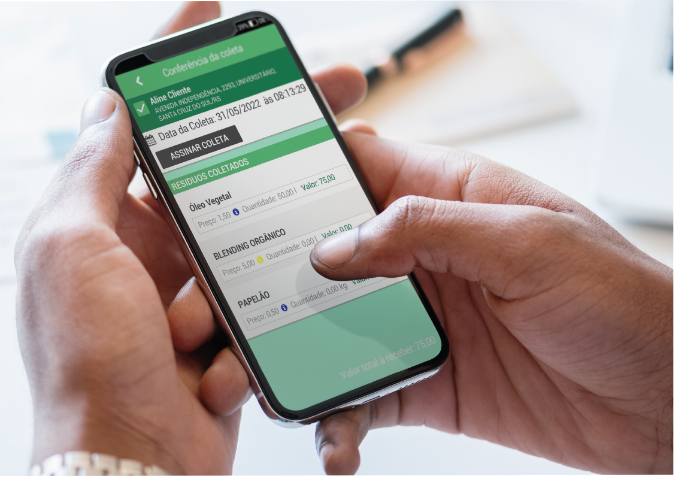 Conferência da coleta
Aline Cliente
AVENIDA INDEPENDÊNCIA, 2293, UNIVERSITÁRIO,
SANTA CRUZ DO SUL/RS
Data da Coleta: 31/05/2022 às 08:13:29
ASSINAR COLETA
RESÍDUOS COLETADOS
Óleo Vegetal
Preço: 1,50 Quantidade: 50,00 l Valor: 75,00
BLENDING ORGÂNICO
Preço: 5,00 Quantidade: 0,00 l Valor: 0,00
PAPELÃO
Preço: 0,50 Quantidade: 0,00 kg
Valor total à receber: 75,00